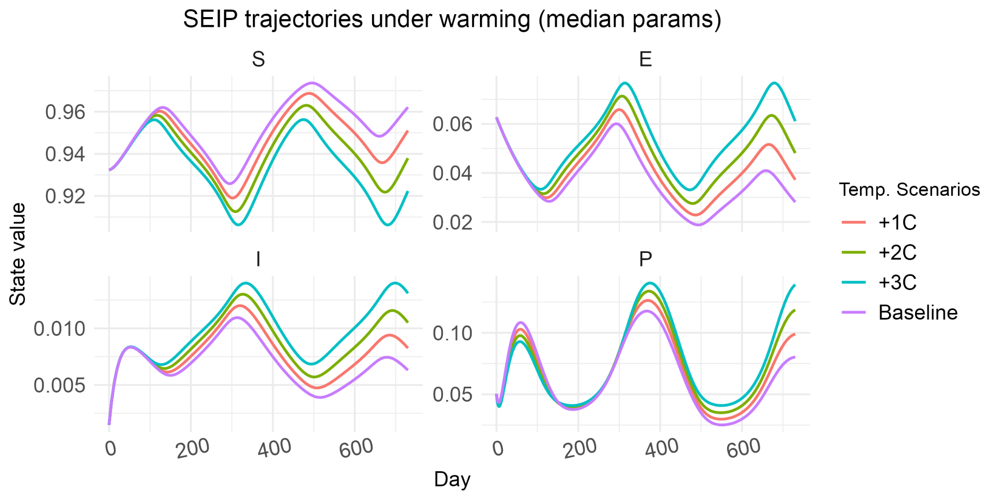 SEIP trajectories under warming (median params)
S
E
0.96
0.94
0.92
0.06
0.04
0.02
I
P
0.010
0.005
0.10
0.05
0
200
400
600
0
200
400
600
State value
Day
Temp. Scenarios
+1C
+2C
+3C
Baseline